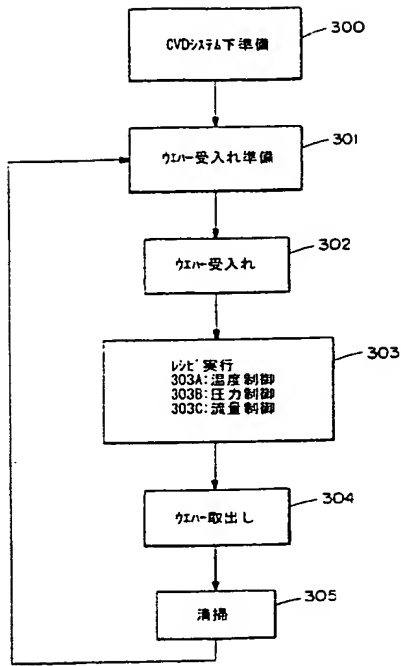 CVDシステム下準備
300
ウエハー受入れ準備
301
ウエハー受入れ
302
レシピ実行
303A:温度制御
303B:圧力制御
303C:流量制御
303
ウエハー取出し
304
清掃
305